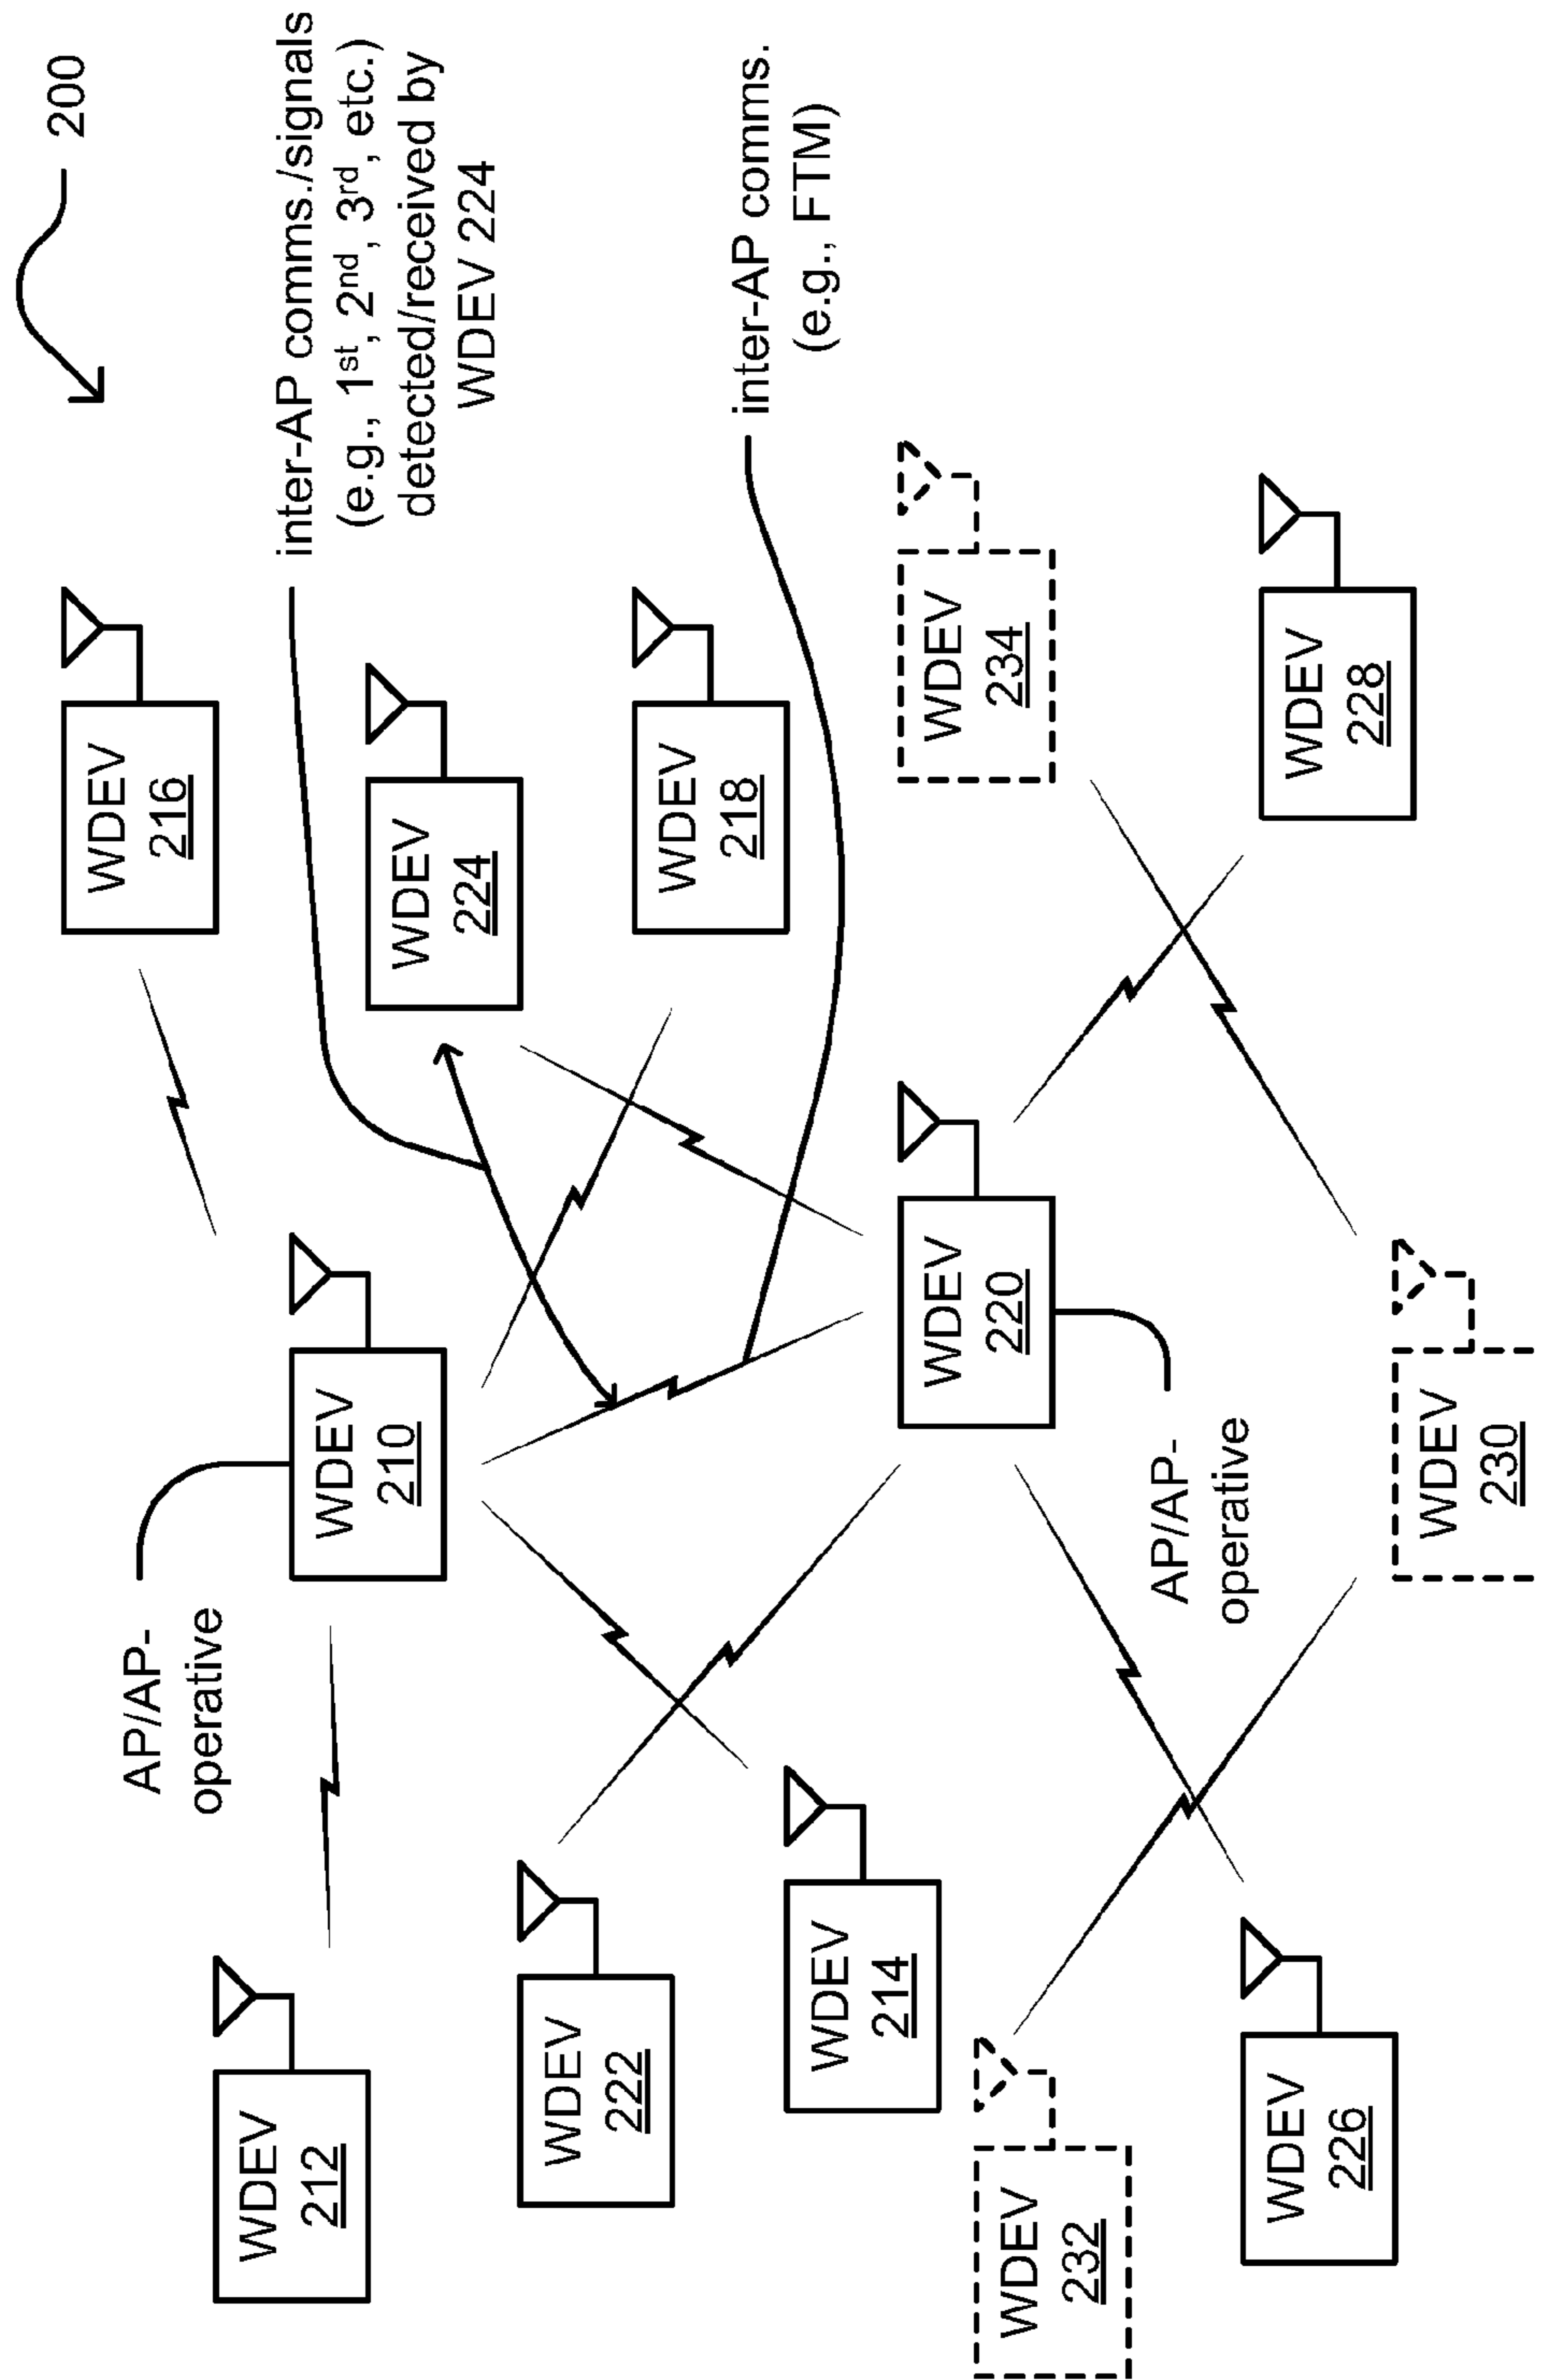 200
inter-AP comms./signals
(e.g., 1st, 2nd, 3rd, etc.)
detected/received by
WDEV 224
inter-AP comms.
(e.g., FTM)
AP/AP-
operative
WDEV
210
WDEV
216
WDEV
212
WDEV
224
WDEV
222
WDEV
218
WDEV
214
WDEV
220
AP/AP-
operative
WDEV
234
WDEV
232
WDEV
228
WDEV
226
WDEV
230